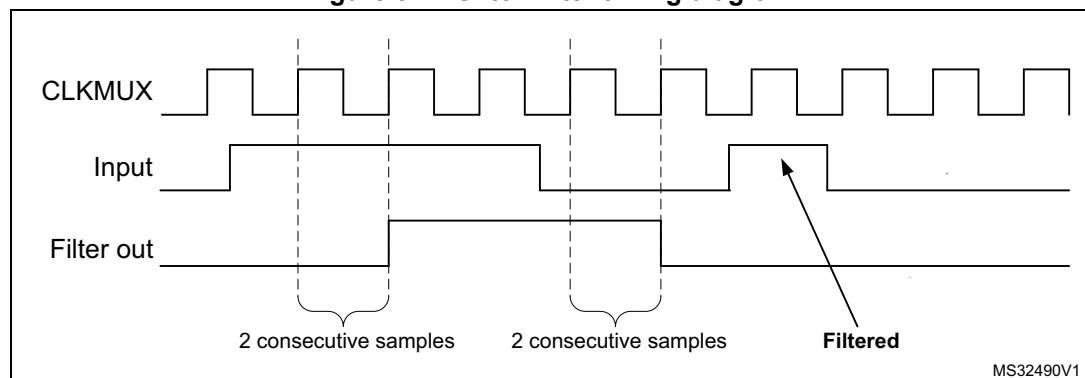 CLKMUX
Input
Filter out
2 consecutive samples 2 consecutive samples Filtered
MS32490V1